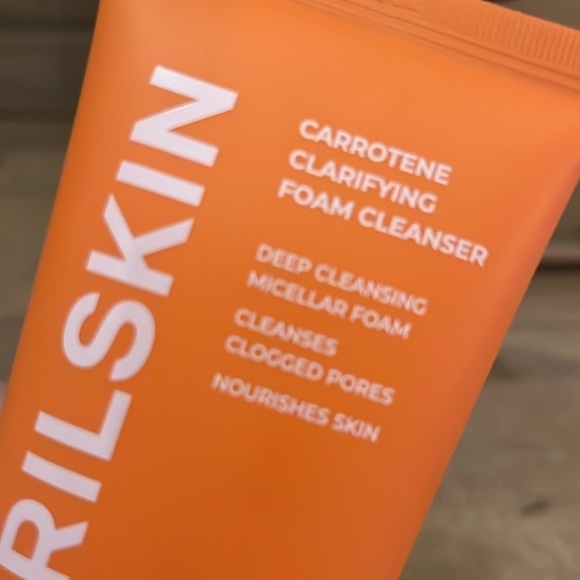 RILSKIN
CARROTENE
CLARIFYING
FOAM CLEANSER
DEEP CLEANSING
MICELLAR FOAM
CLEANSES
CLOGGED PORES
NOURISHES SKIN